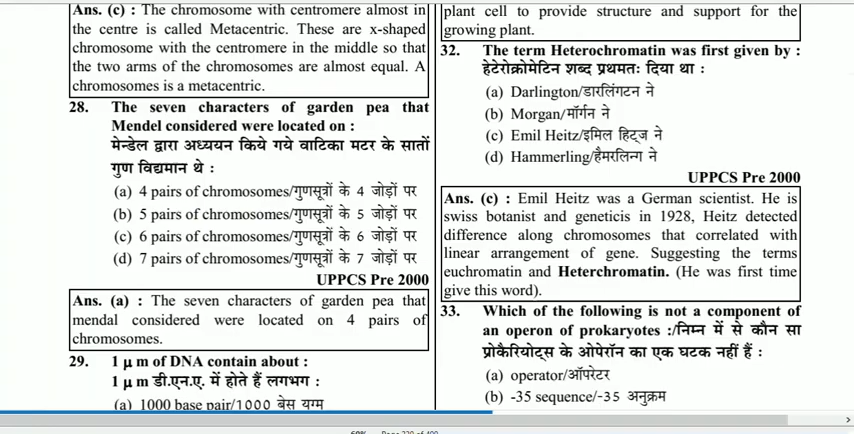 Ans. (c) : The chromosome with centromere almost in
the centre is called Metacentric. These are x-shaped
chromosome with the centromere in the middle so that
the two arms of the chromosomes are almost equal. A
chromosomes is a metacentric.
28. The seven characters of garden pea that
Mendel considered were located on :
मेन्डेल द्वारा अध्ययन किये गये वाटिका मटर के सातों
गुण विद्यमान थे :
(a) 4 pairs of chromosomes/गुणसूत्रों के 4 जोड़ों पर
(b) 5 pairs of chromosomes/गुणसूत्रों के 5 जोड़ों पर
(c) 6 pairs of chromosomes/गुणसूत्रों के 6 जोड़ों पर
(d) 7 pairs of chromosomes/गुणसूत्रों के 7 जोड़ों पर
UPPCS Pre 2000
Ans. (a) : The seven characters of garden pea that
mendal considered were located on 4 pairs of
chromosomes.
29. 1 μ m of DNA contain about :
1 μ m डी.एन.ए. में होते हैं लगभग :
(a) 1000 base pair/1000 बेस युग्म
plant cell to provide structure and support for the
growing plant.
32. The term Heterochromatin was first given by :
हेटेरोक्रोमेटिन शब्द प्रथमतः दिया था :
(a) Darlington/डारलिंगटन ने
(b) Morgan/मॉर्गन ने
(c) Emil Heitz/इमिल हिट्ज ने
(d) Hammerling/हैमरलिन्ग ने
UPPCS Pre 2000
Ans. (c) : Emil Heitz was a German scientist. He is
swiss botanist and geneticis in 1928, Heitz detected
difference along chromosomes that correlated with
linear arrangement of gene. Suggesting the terms
euchromatin and Heterchromatin. (He was first time
give this word).
33. Which of the following is not a component of
an operon of prokaryotes :/निम्न में से कौन सा
प्रोकैरियोट्स के ओपेरॉन का एक घटक नहीं हैं :
(a) operator/ऑपरेटर
(b) -35 sequence/-35 अनुक्रम